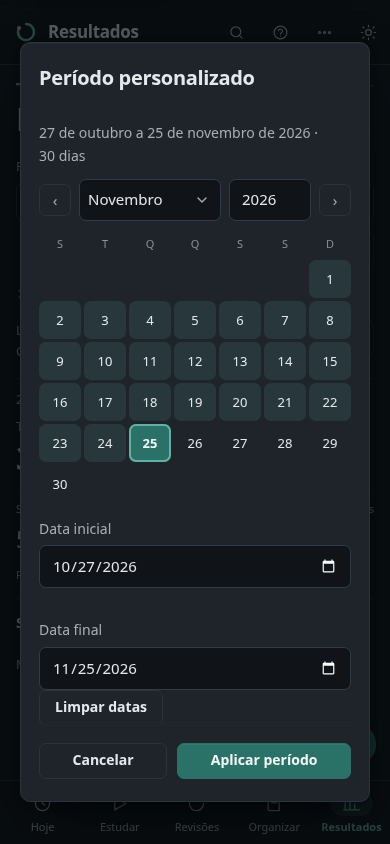 Resultados
Período personalizado
27 de outubro a 25 de novembro de 2026 ·
30 dias
‹ Novembro 2026 ›
S T Q Q S S D
1
2 3 4 5 6 7 8
9 10 11 12 13 14 15
16 17 18 19 20 21 22
23 24 25 26 27 28 29
30
Data inicial
10/27/2026
Data final
11/25/2026
Limpar datas
Cancelar Aplicar período
Hoje Estudar Revisões Organizar Resultados